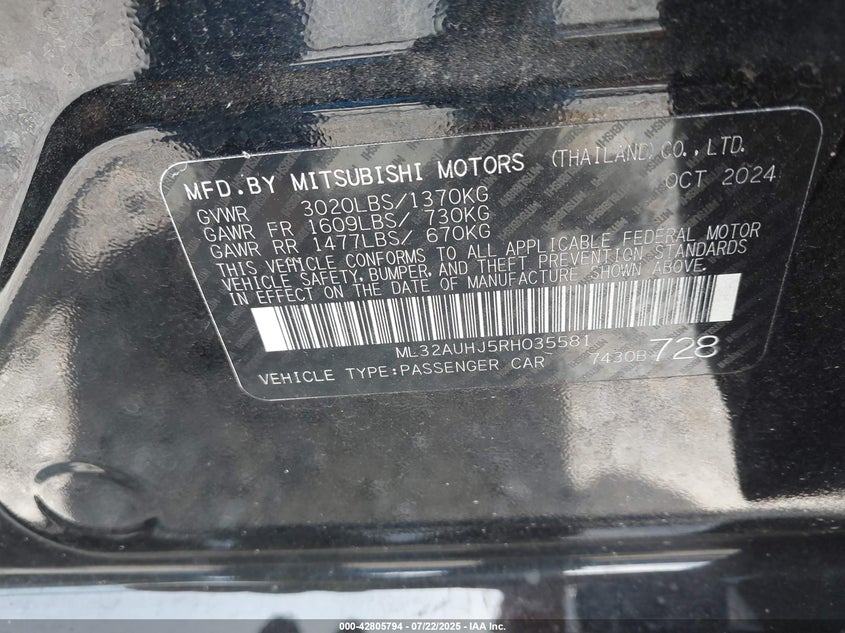 MFD.BY MITSUBISHI MOTORS (THAILAND)CO.,LTD.
OCT 2024
GVWR 3020LBS/1370KG
GAWR FR 1609LBS/ 730KG
GAWR RR 1477LBS/ 670KG
THIS VEHICLE CONFORMS TO ALL APPLICABLE FEDERAL MOTOR
VEHICLE SAFETY,BUMPER,AND THEFT PREVENTION STANDARDS
IN EFFECT ON THE DATE OF MANUFACTURE SHOWN ABOVE.
ML32AUHJ5RH035581
VEHICLE TYPE:PASSENGER CAR 7430B 728
000-42805794 - 07/22/2025 - IAA Inc.